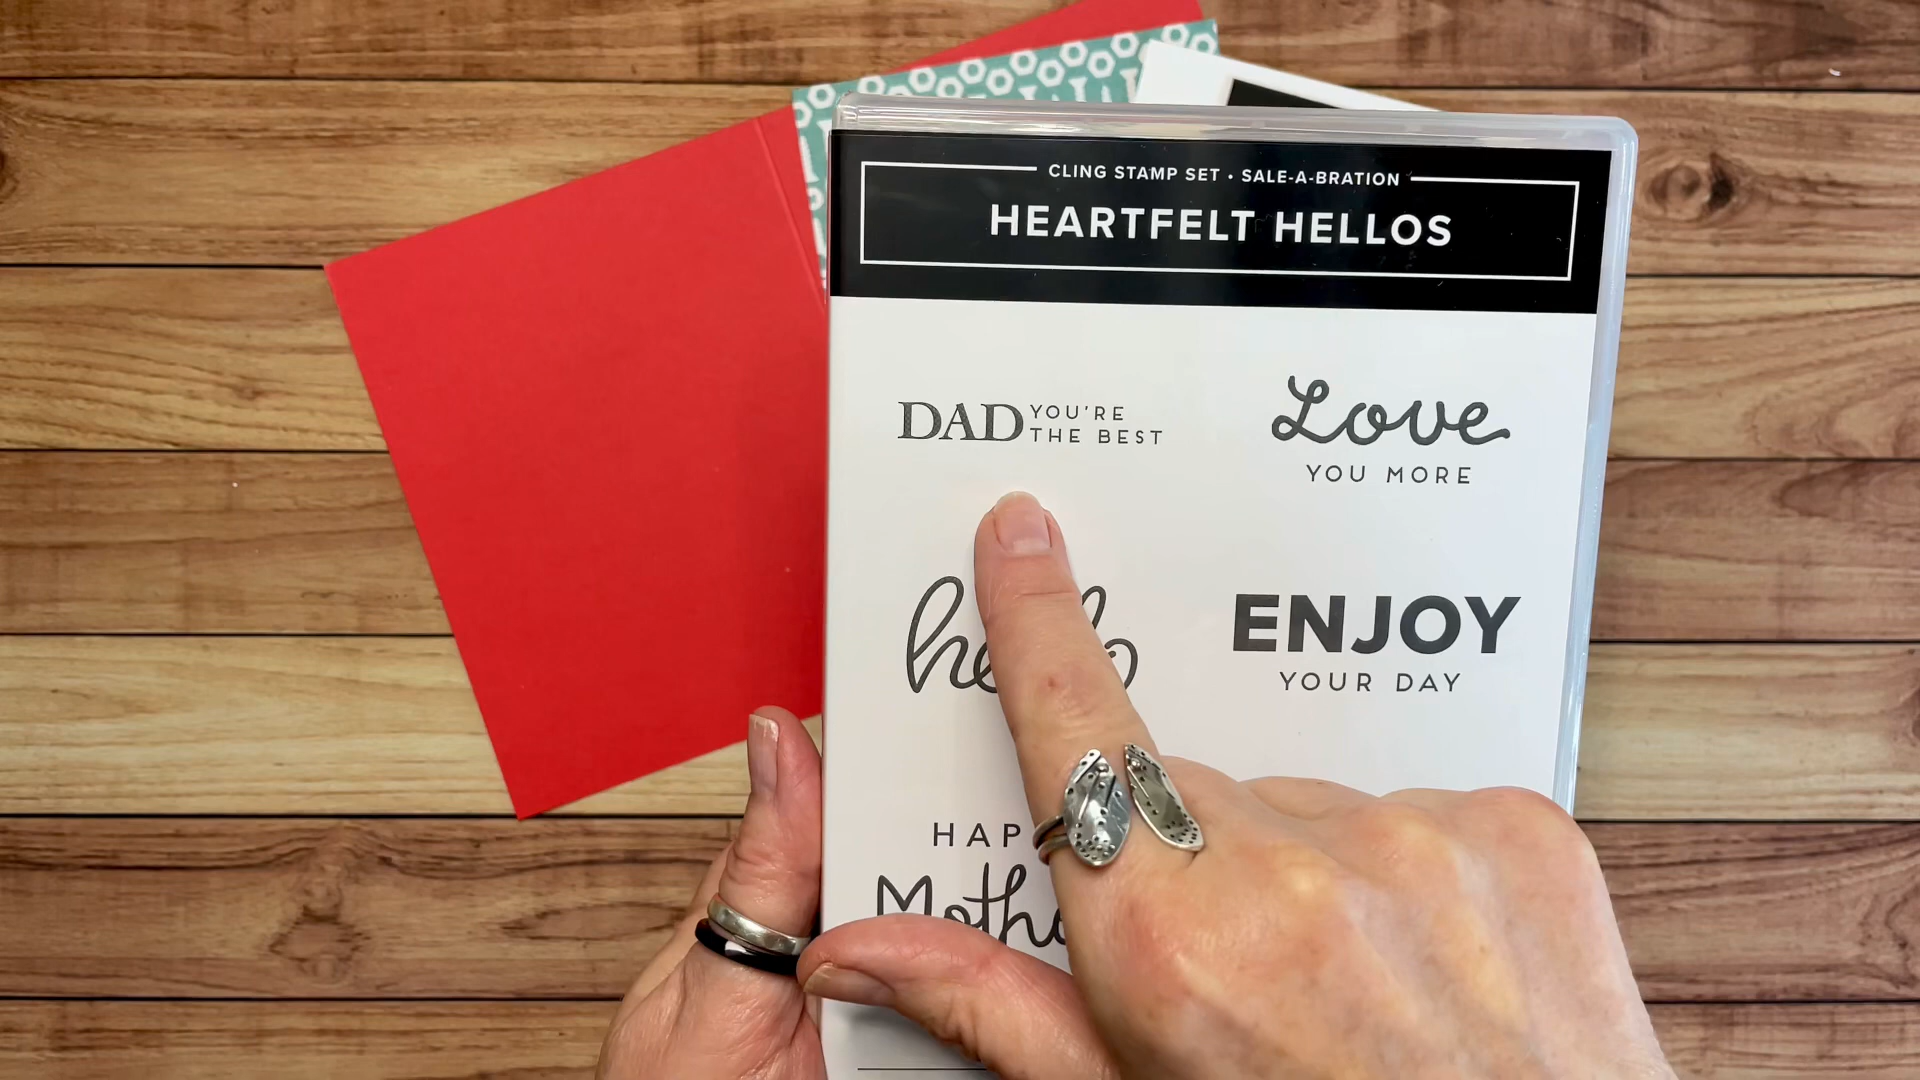 CLING STAMP SET • SALE-A-BRATION
HEARTFELT HELLOS
DAD YOU'RE
THE BEST
Love
YOU MORE
ENJOY
YOUR DAY